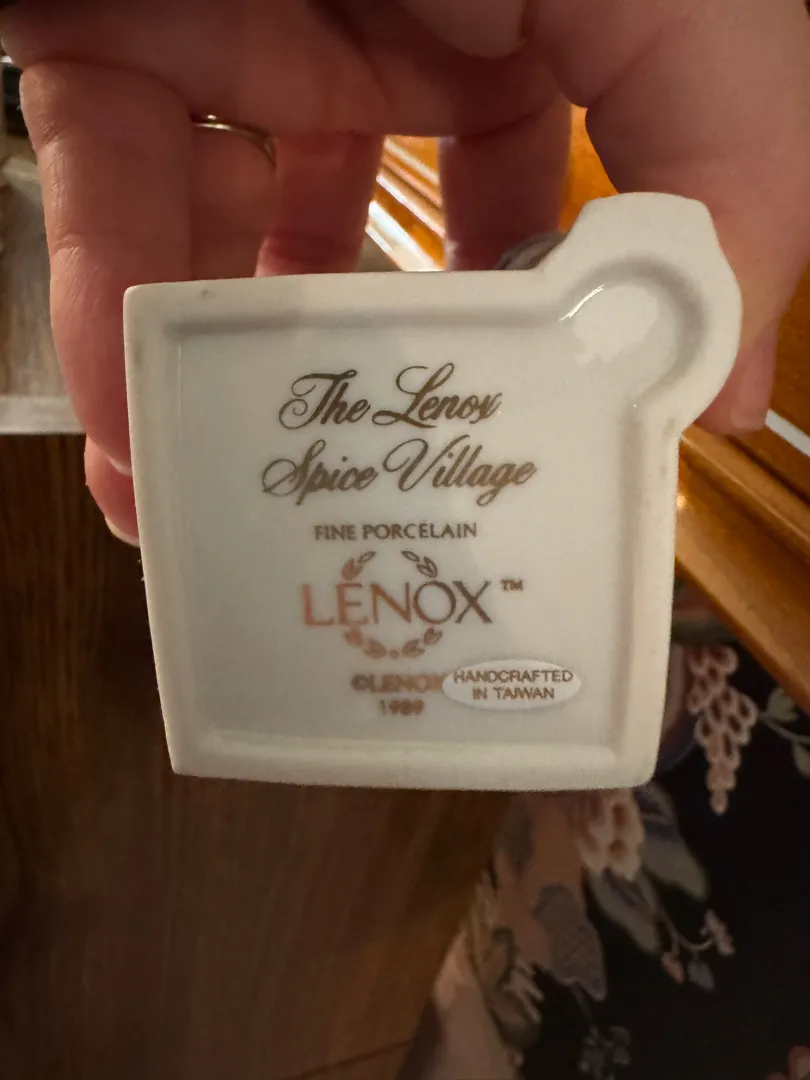 The Lenox
Spice Village
FINE PORCELAIN
LENOX™
©LENOX
1989
HANDCRAFTED
IN TAIWAN